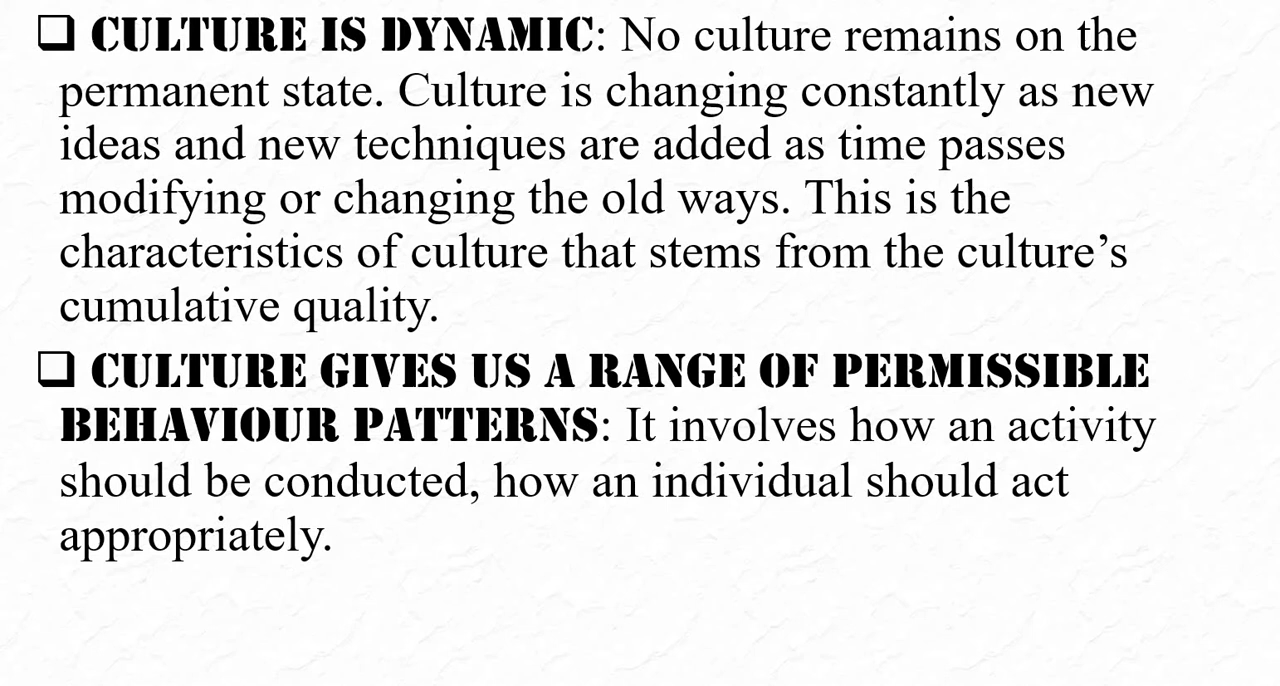 ❑ CULTURE IS DYNAMIC: No culture remains on the
permanent state. Culture is changing constantly as new
ideas and new techniques are added as time passes
modifying or changing the old ways. This is the
characteristics of culture that stems from the culture’s
cumulative quality.
❑ CULTURE GIVES US A RANGE OF PERMISSIBLE
BEHAVIOUR PATTERNS: It involves how an activity
should be conducted, how an individual should act
appropriately.